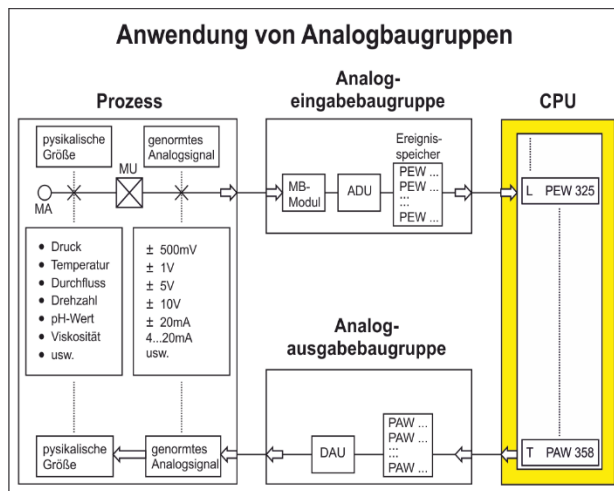 Anwendung von Analogbaugruppen
Prozess
pysikalische
Größe
genormtes
Analogsignal
MU
MA
● Druck
● Temperatur
● Durchfluss
● Drehzahl
● pH-Wert
● Viskosität
● usw.
± 500mV
± 1V
± 5V
± 10V
± 20mA
4...20mA
usw.
pysikalische
Größe
genormtes
Analogsignal
Analog-
eingabebaugruppe
Ereignis-
speicher
MB-
Modul
ADU
PEW ...
PEW ...
...
PEW ...
Analog-
ausgabebaugruppe
DAU
PAW ...
PAW ...
...
PAW ...
CPU
L PEW 325
T PAW 358